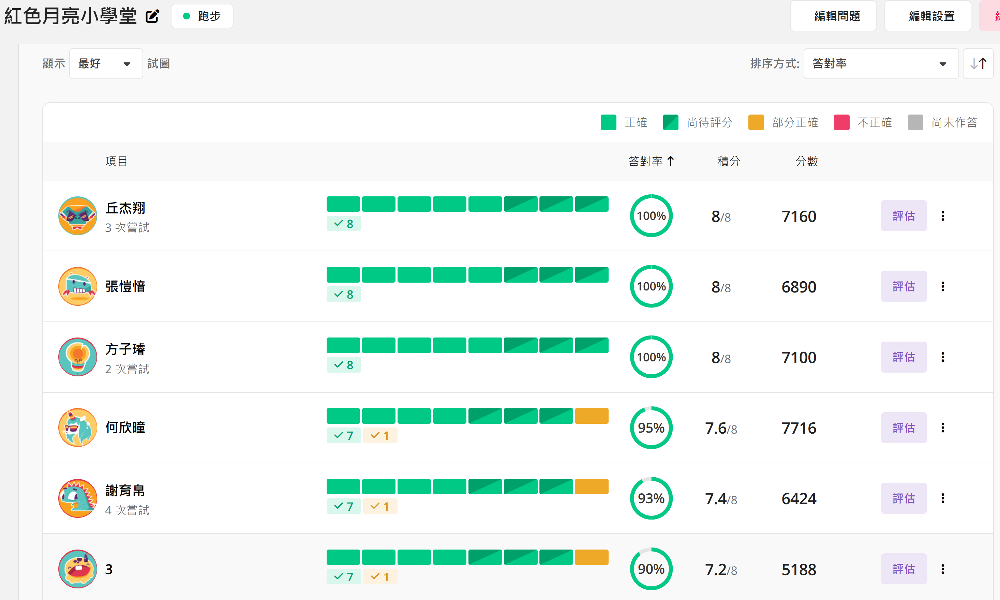 紅色月亮小學堂 跑步 編輯問題 編輯設置
顯示 最好 試圖 排序方式: 答對率
正確 尚待評分 部分正確 不正確 尚未作答
項目 答對率 積分 分數
丘杰翔
3 次嘗試
8
100% 8/8 7160 評估
張愷愔
8
100% 8/8 6890 評估
方子璿
2 次嘗試
8
100% 8/8 7100 評估
何欣曈
7 1
95% 7.6/8 7716 評估
謝育帛
4 次嘗試
7 1
93% 7.4/8 6424 評估
3
7 1
90% 7.2/8 5188 評估